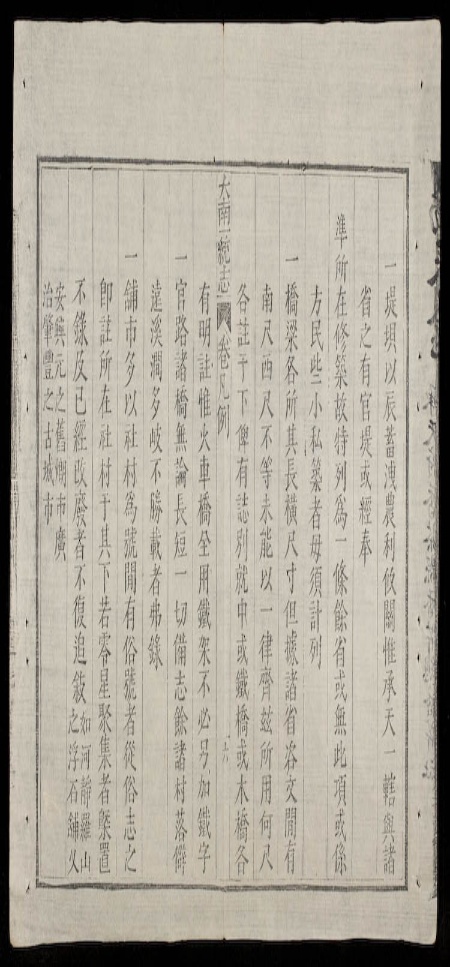 一堤壩以辰蓄洩農利攸關惟承天一轄與諸
省之有官堤或經奉
準所在修築故特列爲一條餘省或無此項或係
方民些小私築者毋須計列
一橋梁各所其長橫尺寸但據諸省咨文間有
南尺西尺不等未能以一律齊兹所用何尺
各註于下俾有誌別就中或鐵橋或木橋各
大南一統志 卷凡例 六
有明註惟火車橋全用鐵架不必另加鐵字
一官路諸橋無論長短一切備志餘諸村落僻
遠溪澗多岐不勝載者弗錄
一舖市多以社村爲號間有俗號者從俗志之
即註所在社村于其下若零星聚集者槩置
不錄及已經改廢者不復追敘如河靜羅山
之浮石舖火
安興元之舊潮市廣
治肇豐之古城市